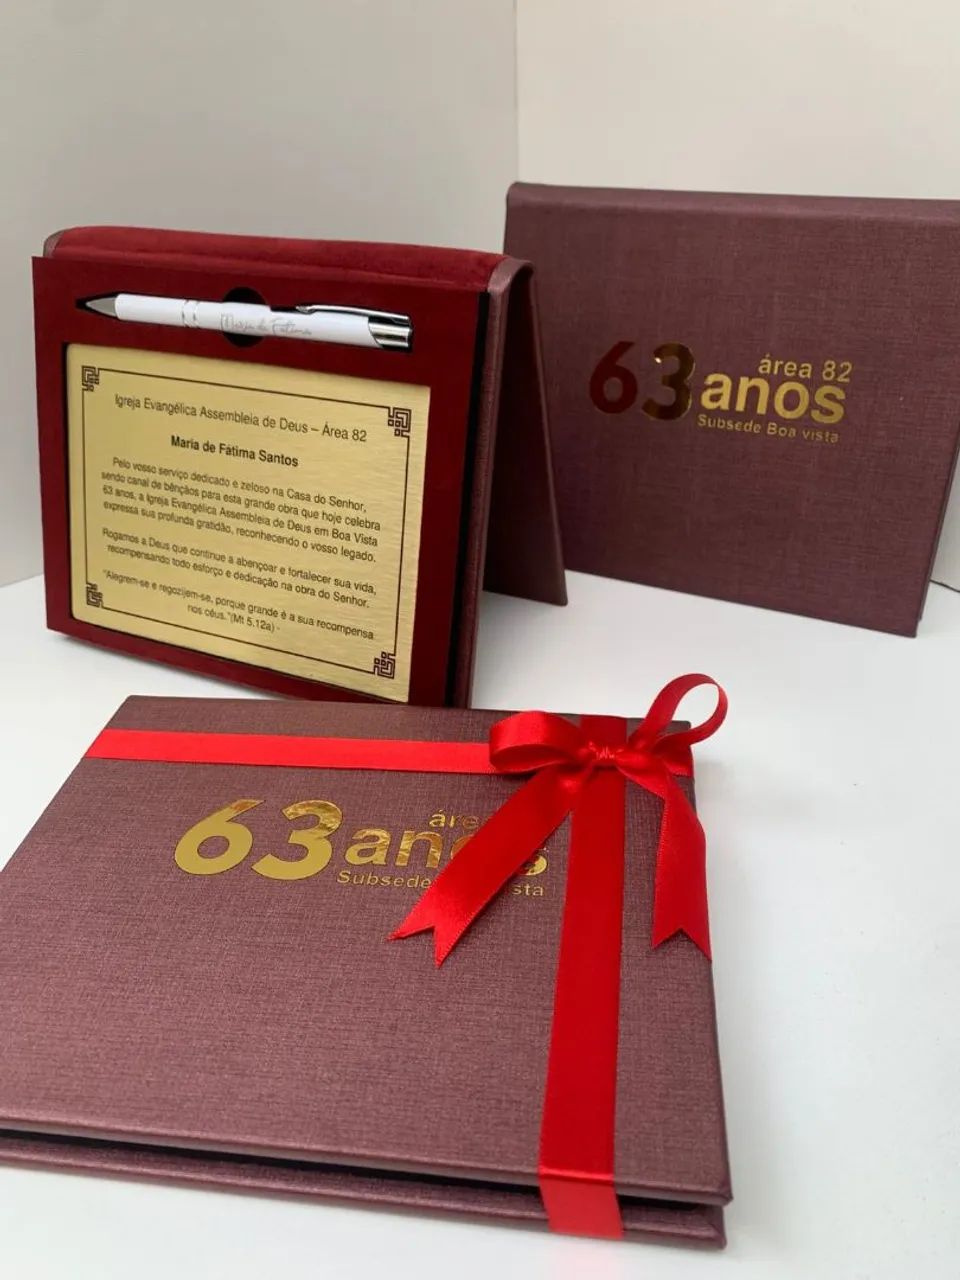 Maria de Fátima
Igreja Evangélica Assembleia de Deus – Área 82
Maria de Fátima Santos
Pelo vosso serviço dedicado e zeloso na Casa do Senhor,
sendo canal de bênçãos para esta grande obra que hoje celebra
63 anos, a Igreja Evangélica Assembleia de Deus em Boa Vista
expressa sua profunda gratidão, reconhecendo o vosso legado.
Rogamos a Deus que continue a abençoar e fortalecer sua vida,
recompensando todo esforço e dedicação na obra do Senhor.
"Alegrem-se e regozijem-se, porque grande é a sua recompensa
nos céus."(Mt 5.12a) -
área 82
63 anos
Subsede Boa vista
áre
63 anos
Subsede
ista